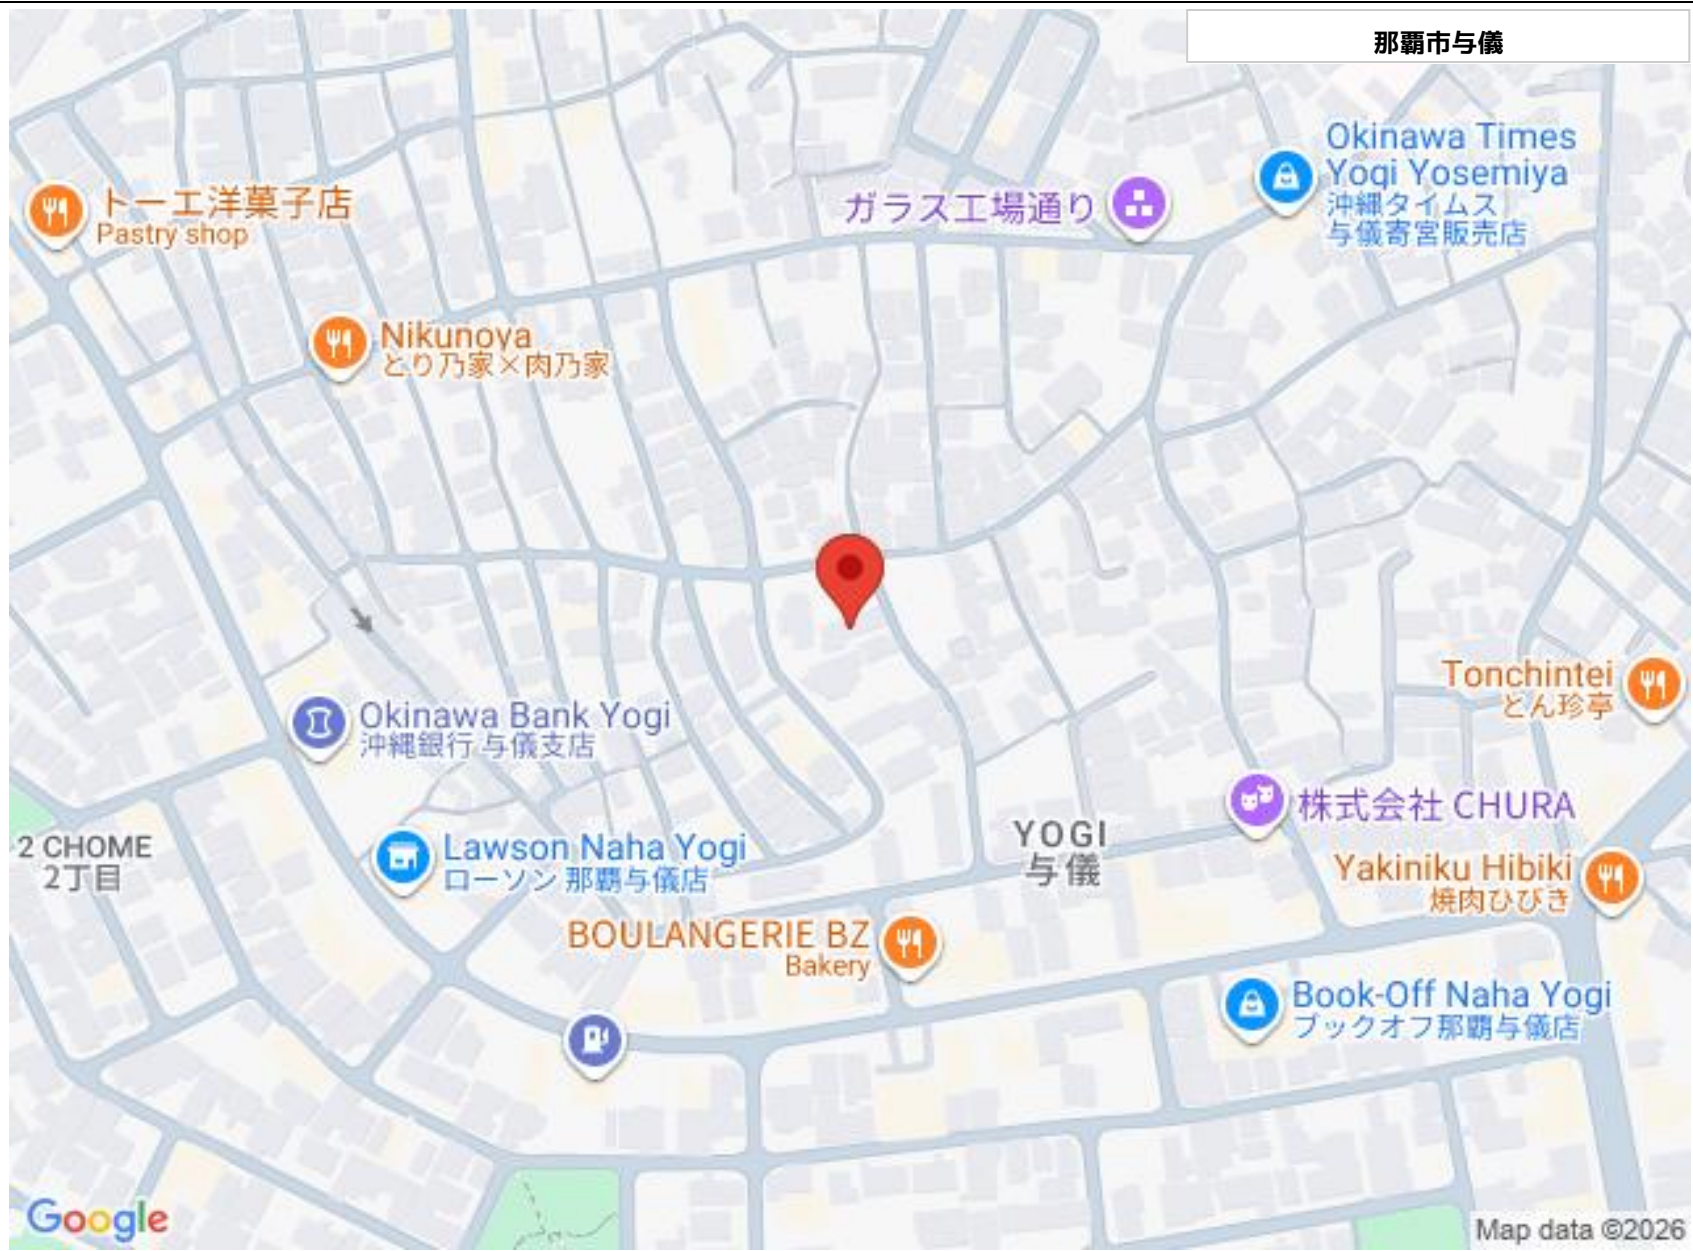 那覇市与儀
Okinawa Times
Yogi Yosemiya
沖縄タイムス
与儀寄宮販売店
トーエ洋菓子店
Pastry shop
ガラス工場通り
Nikunoya
とり乃家×肉乃家
Tonchintei
とん珍亭
Okinawa Bank Yogi
沖縄銀行 与儀支店
株式会社 CHURA
2 CHOME
2丁目
Lawson Naha Yogi
ローソン 那覇与儀店
YOGI
与儀
Yakiniku Hibiki
焼肉ひびき
BOULANGERIE BZ
Bakery
Book-Off Naha Yogi
ブックオフ那覇与儀店
Google
Map data ©2026